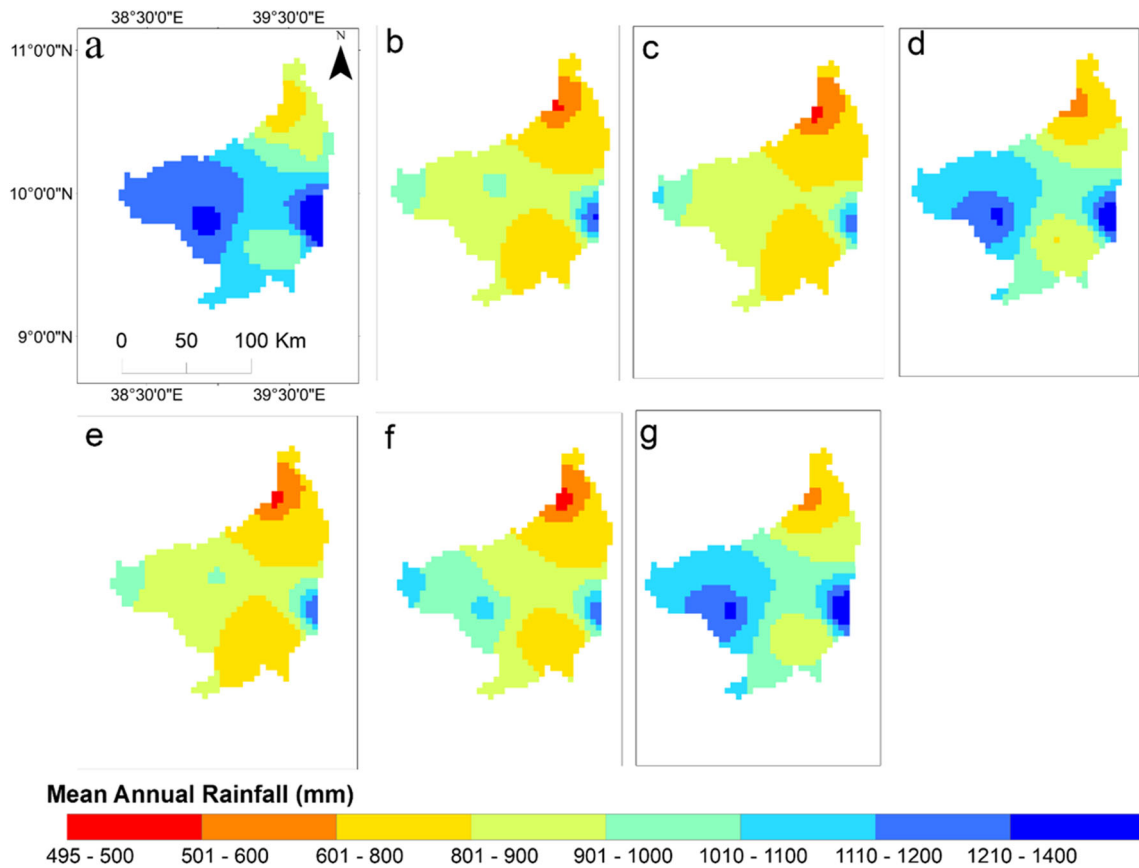 38°30'0"E 39°30'0"E
a b c d
N
11°0'0"N
10°0'0"N
9°0'0"N
0 50 100 Km
38°30'0"E 39°30'0"E
e f g
Mean Annual Rainfall (mm)
495 - 500 501 - 600 601 - 800 801 - 900 901 - 1000 1010 - 1100 1110 - 1200 1210 - 1400